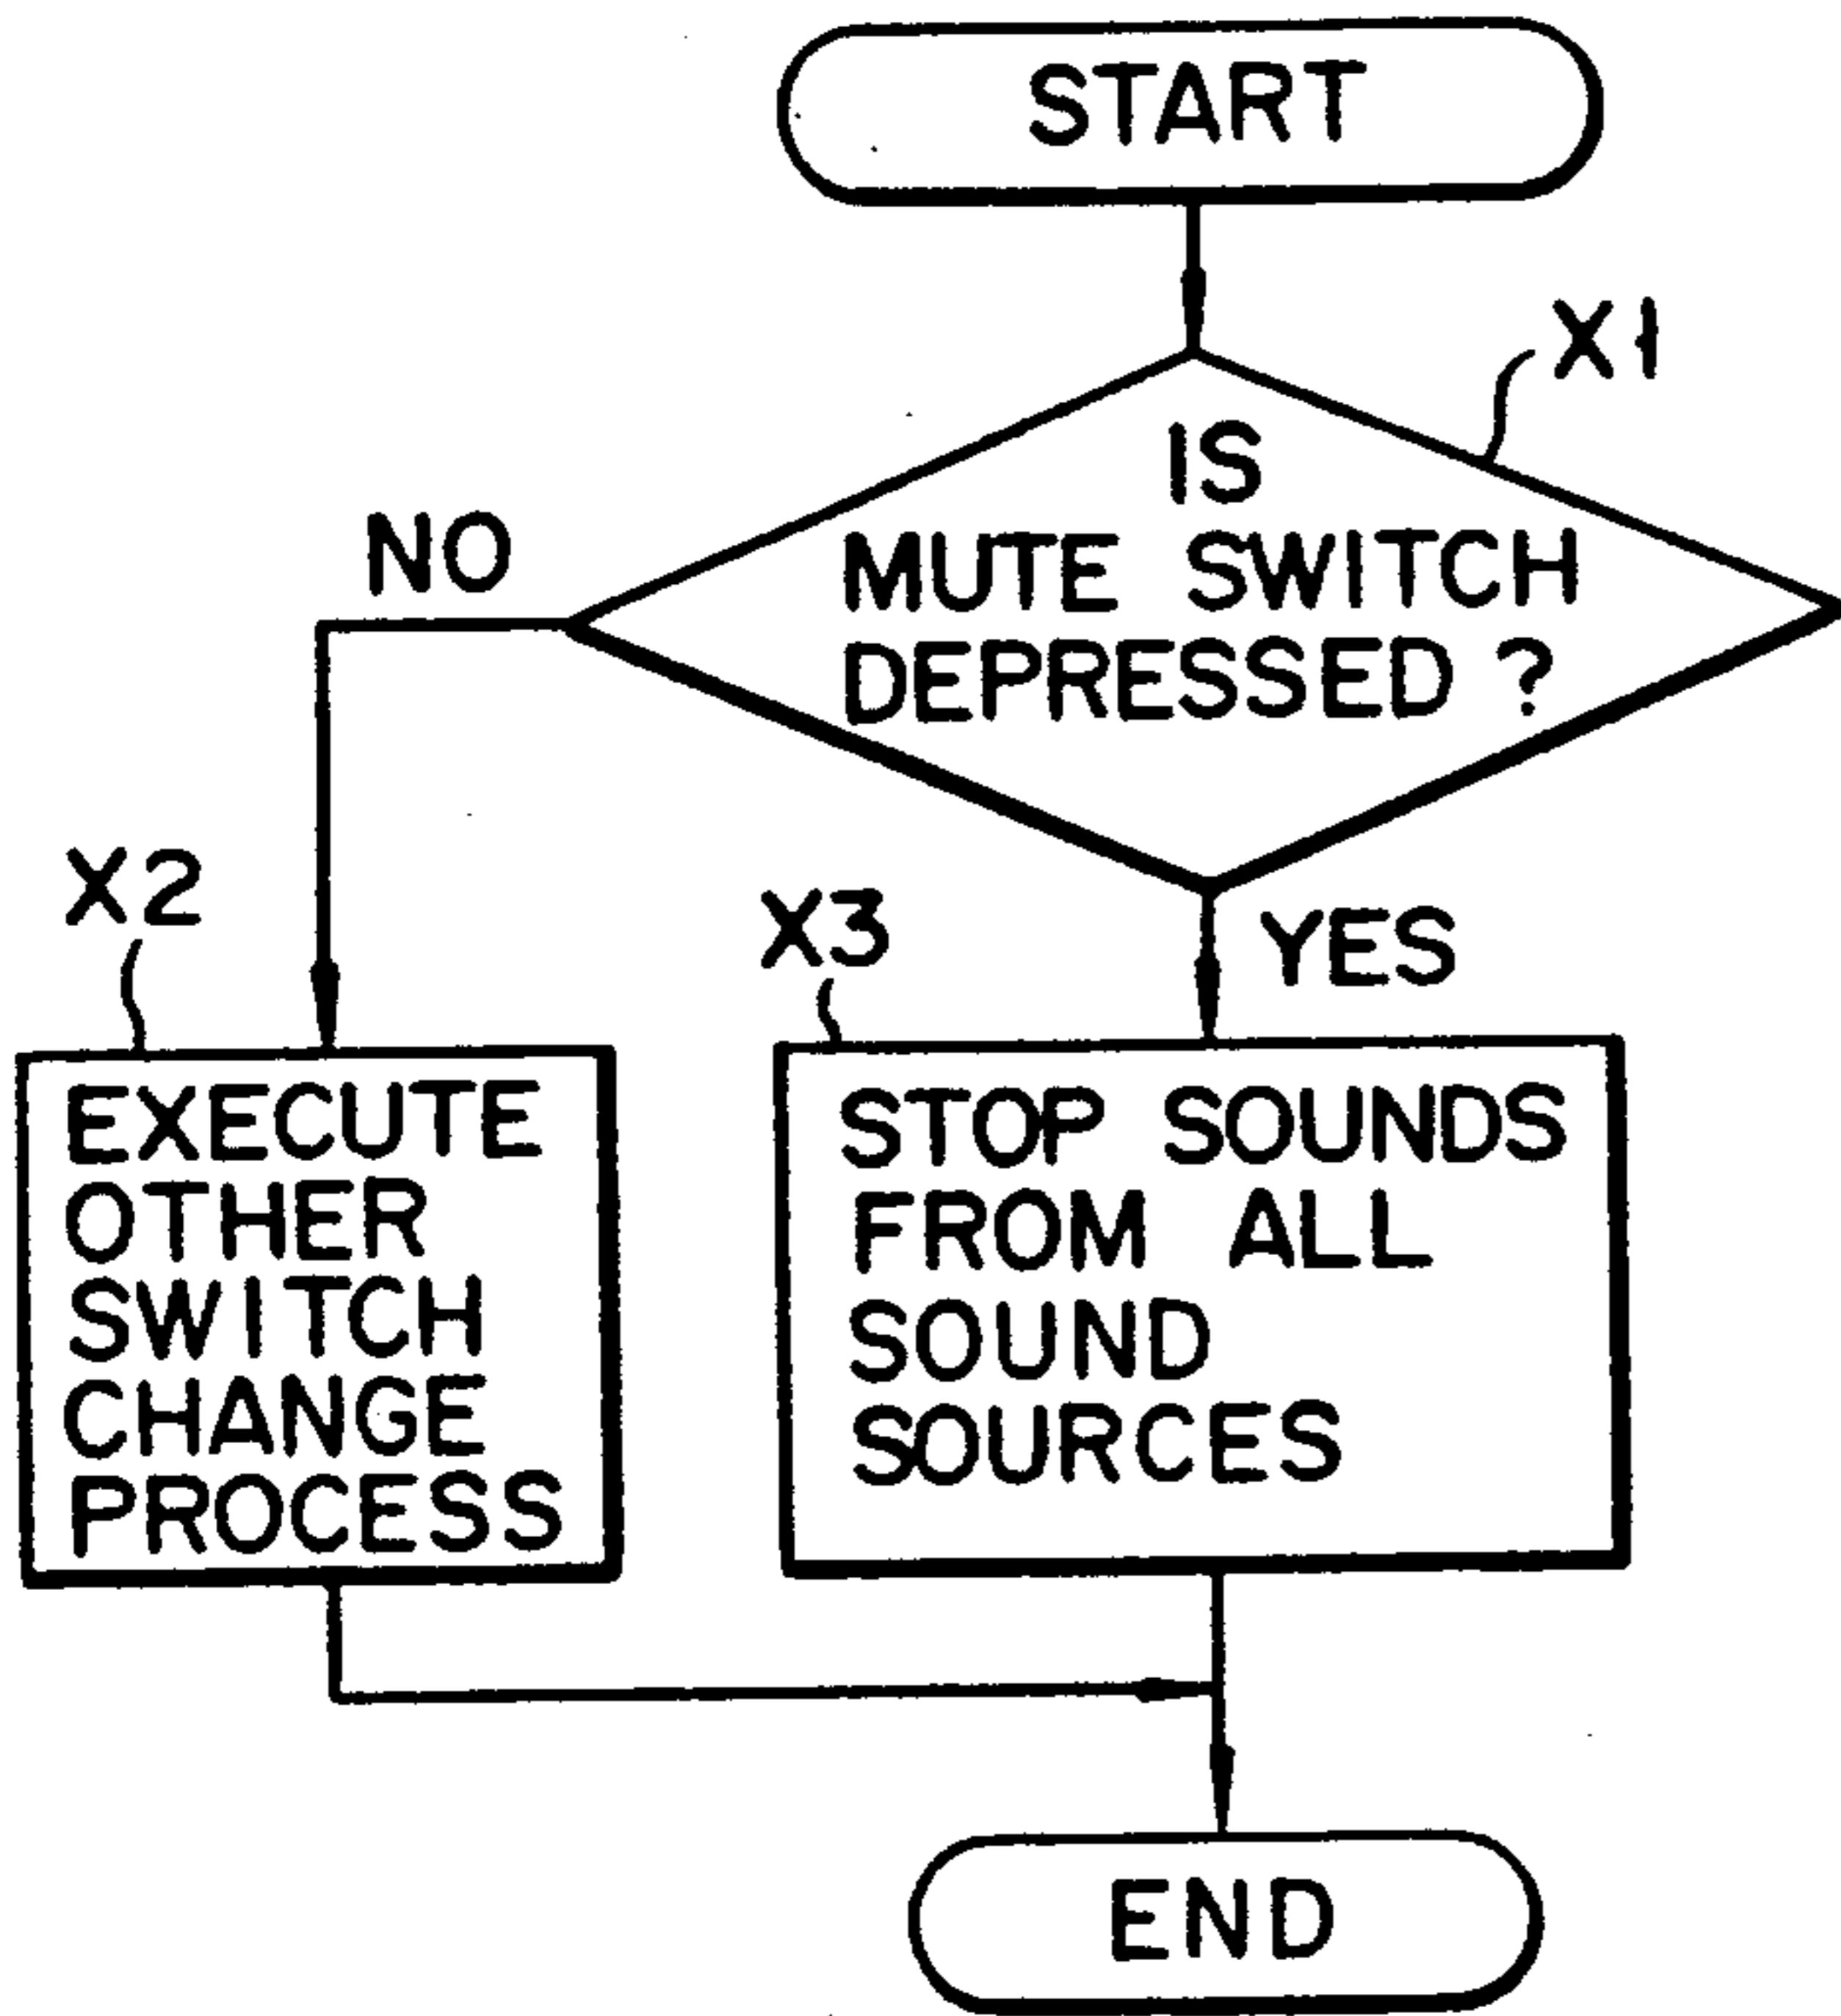 START
X1
IS
MUTE SWITCH
DEPRESSED ?
NO
YES
X2
EXECUTE
OTHER
SWITCH
CHANGE
PROCESS
X3
STOP SOUNDS
FROM ALL
SOUND
SOURCES
END